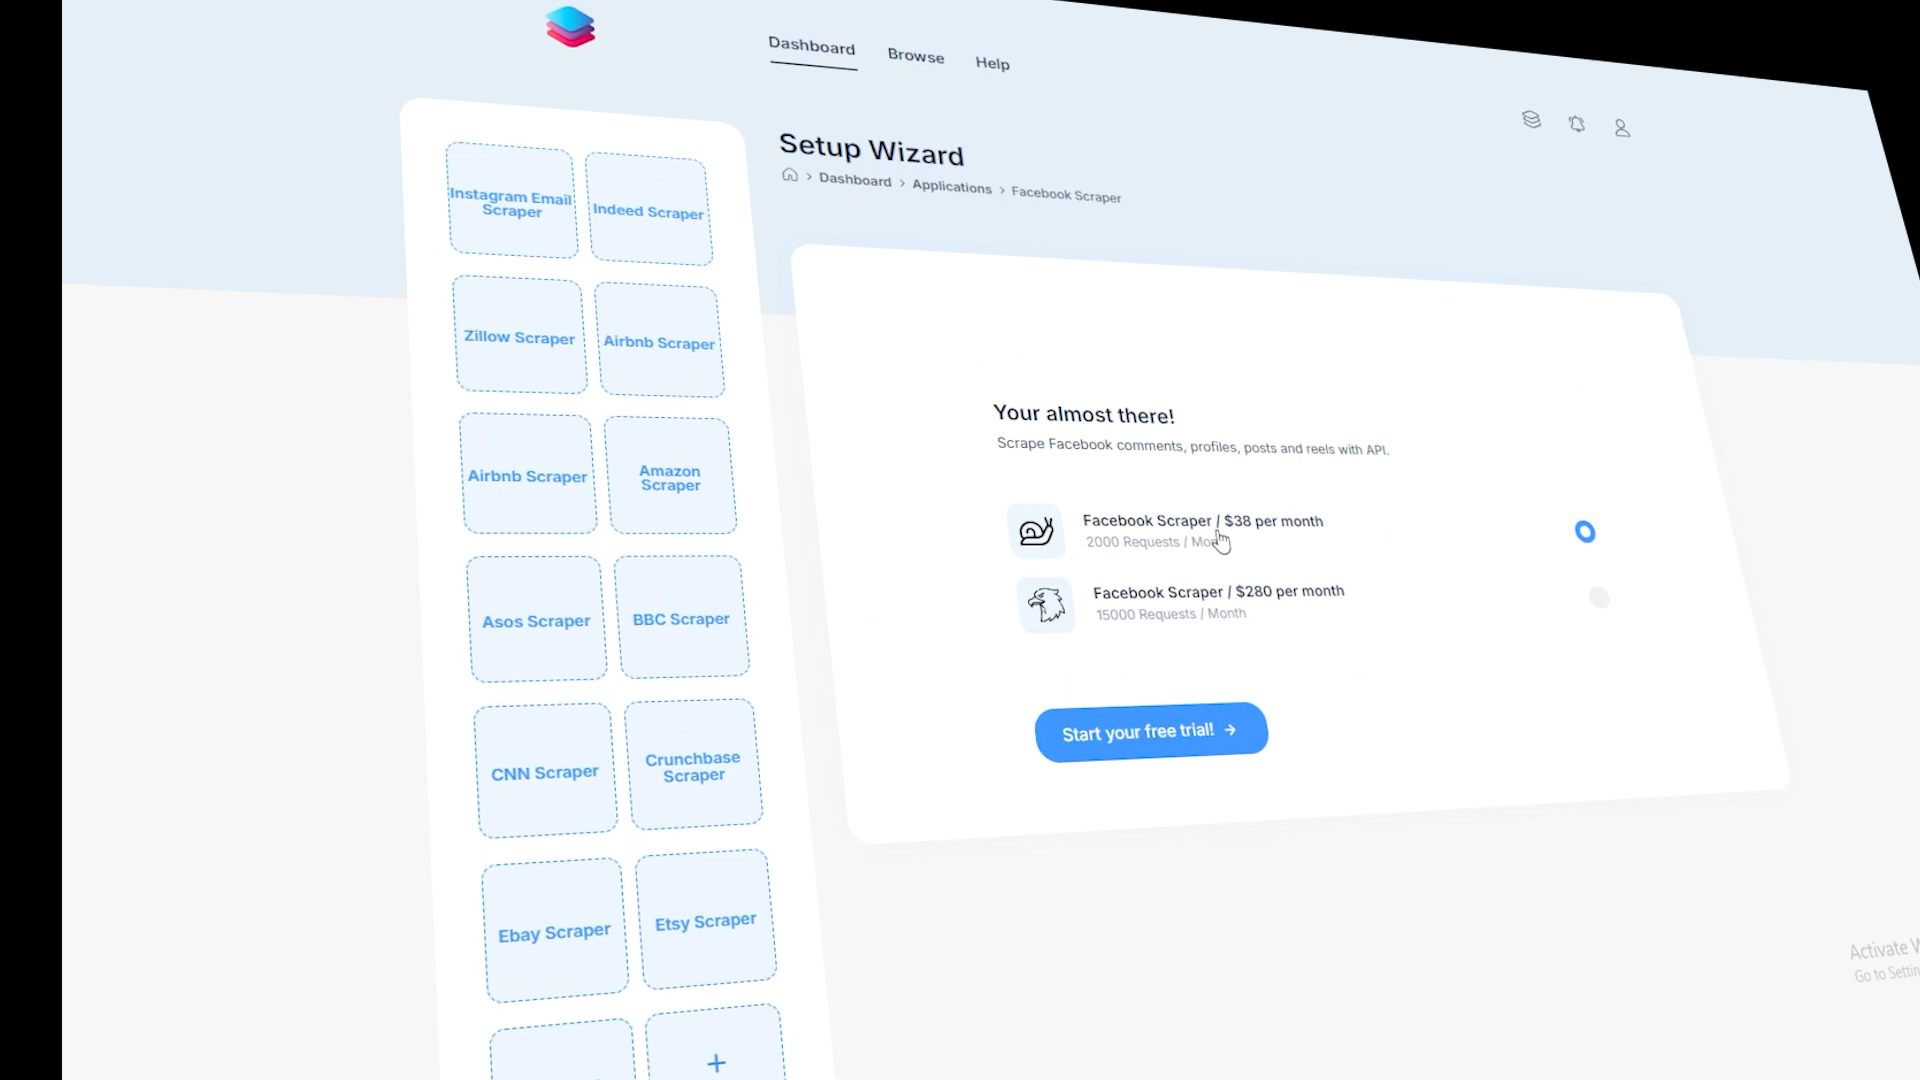 Dashboard
Browse
Help
Setup Wizard
> Dashboard > Applications > Facebook Scraper
Instagram Email
Scraper
Indeed Scraper
Zillow Scraper
Airbnb Scraper
Airbnb Scraper
Amazon
Scraper
Asos Scraper
BBC Scraper
CNN Scraper
Crunchbase
Scraper
Ebay Scraper
Etsy Scraper
+
Your almost there!
Scrape Facebook comments, profiles, posts and reels with API.
Facebook Scraper / $38 per month
2000 Requests /
Facebook Scraper / $280 per month
15000 Requests / Month
Start your free trial! →
Activate
Go to